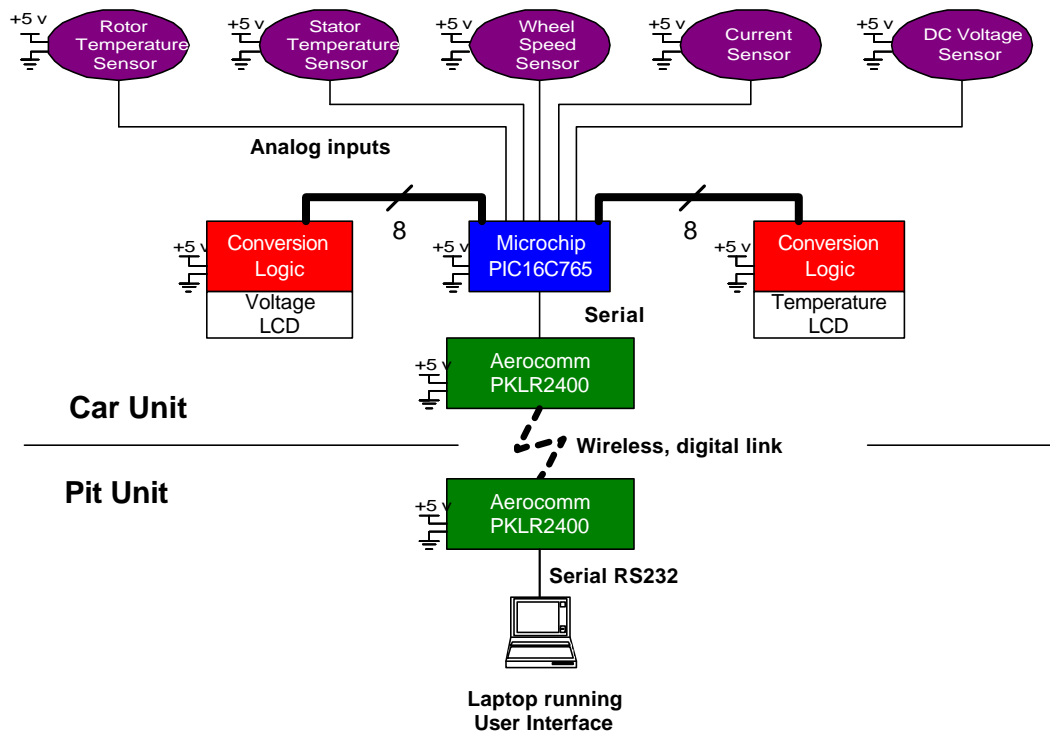 +5 v
Rotor
Temperature
Sensor
+5 v
Stator
Temperature
Sensor
+5 v
Wheel
Speed
Sensor
+5 v
Current
Sensor
+5 v
DC Voltage
Sensor
Analog inputs
8
8
+5 v
Conversion
Logic
Voltage
LCD
+5 v
Microchip
PIC16C765
+5 v
Conversion
Logic
Temperature
LCD
Serial
+5 v
Aerocomm
PKLR2400
Car Unit
Wireless, digital link
Pit Unit
+5 v
Aerocomm
PKLR2400
Serial RS232
Laptop running
User Interface